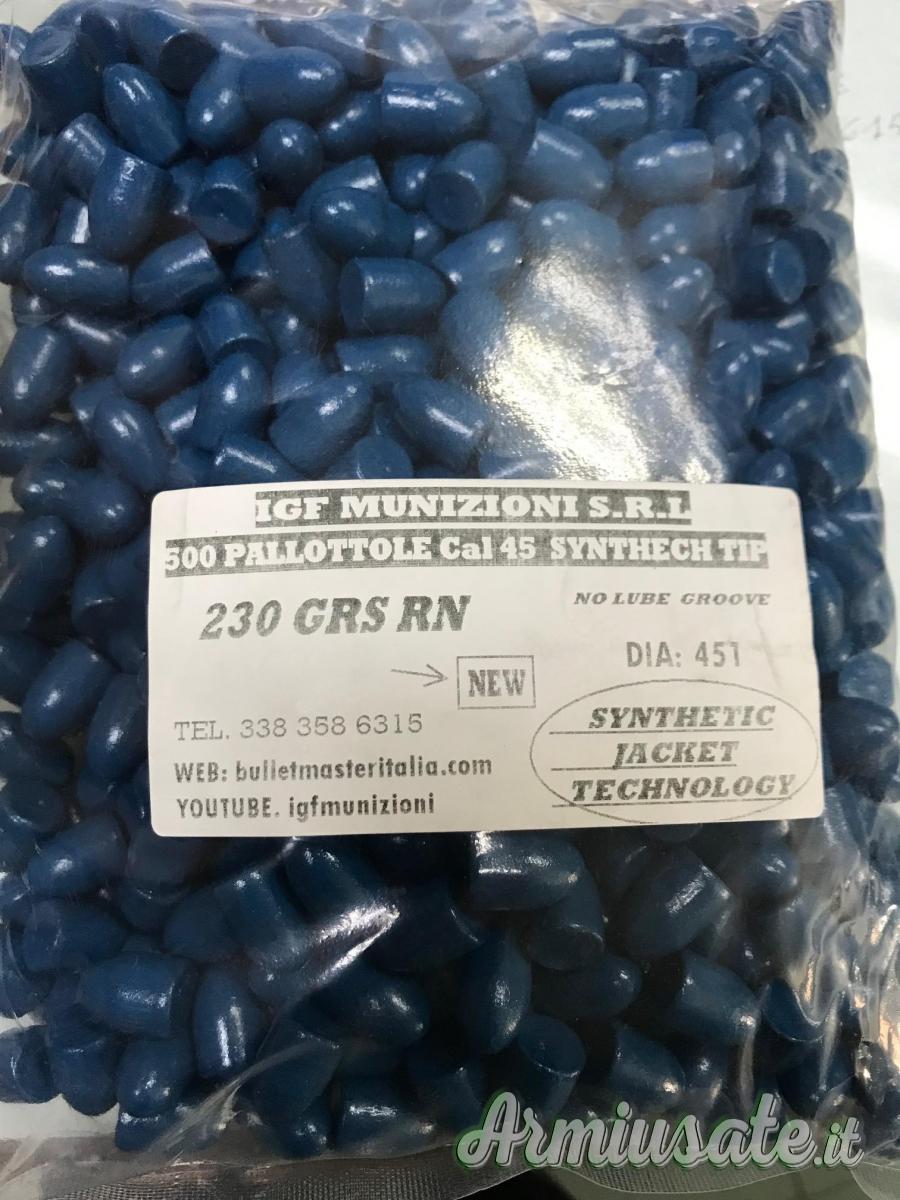 IGF MUNIZIONI S.R.L
500 PALLOTTOLE Cal 45 SYNTHECH TIP
230 GRS RN
NO LUBE GROOVE
DIA: 451
NEW
TEL. 338 358 6315
WEB: bulletmasteritalia.com
YOUTUBE. igfmunizioni
SYNTHETIC
JACKET
TECHNOLOGY
Armiusate.it